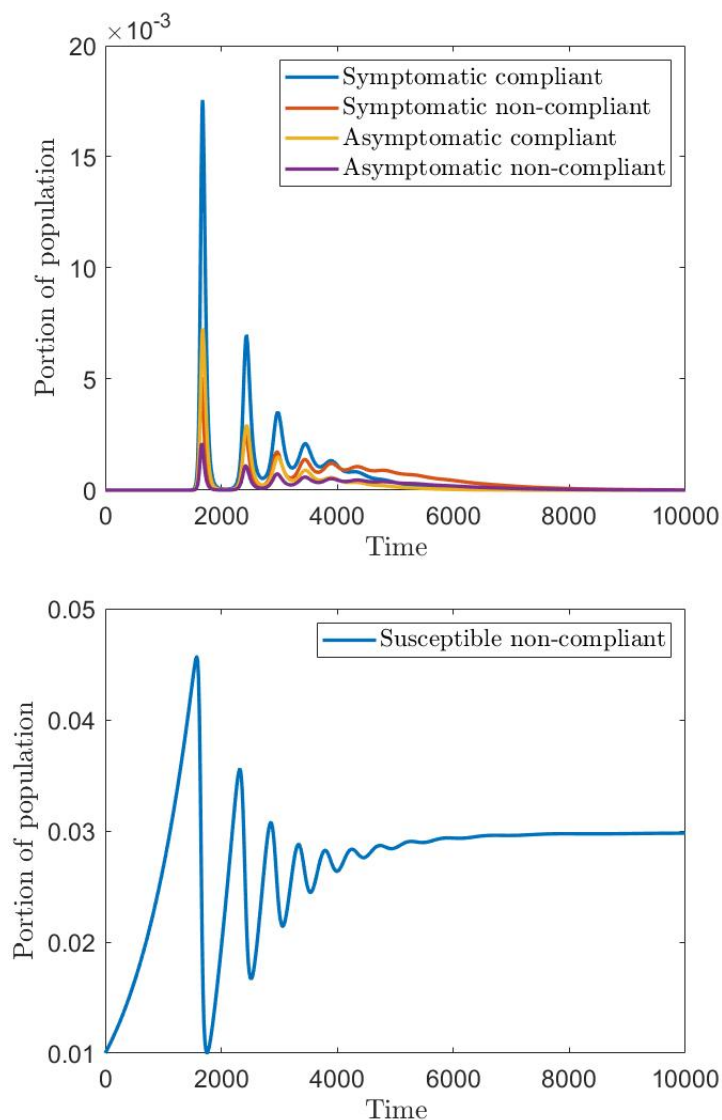 ×10⁻³
20
15
10
5
0
Portion of population
Symptomatic compliant
Symptomatic non-compliant
Asymptomatic compliant
Asymptomatic non-compliant
0 2000 4000 6000 8000 10000
Time
0.05
0.04
0.03
0.02
0.01
Portion of population
Susceptible non-compliant
0 2000 4000 6000 8000 10000
Time